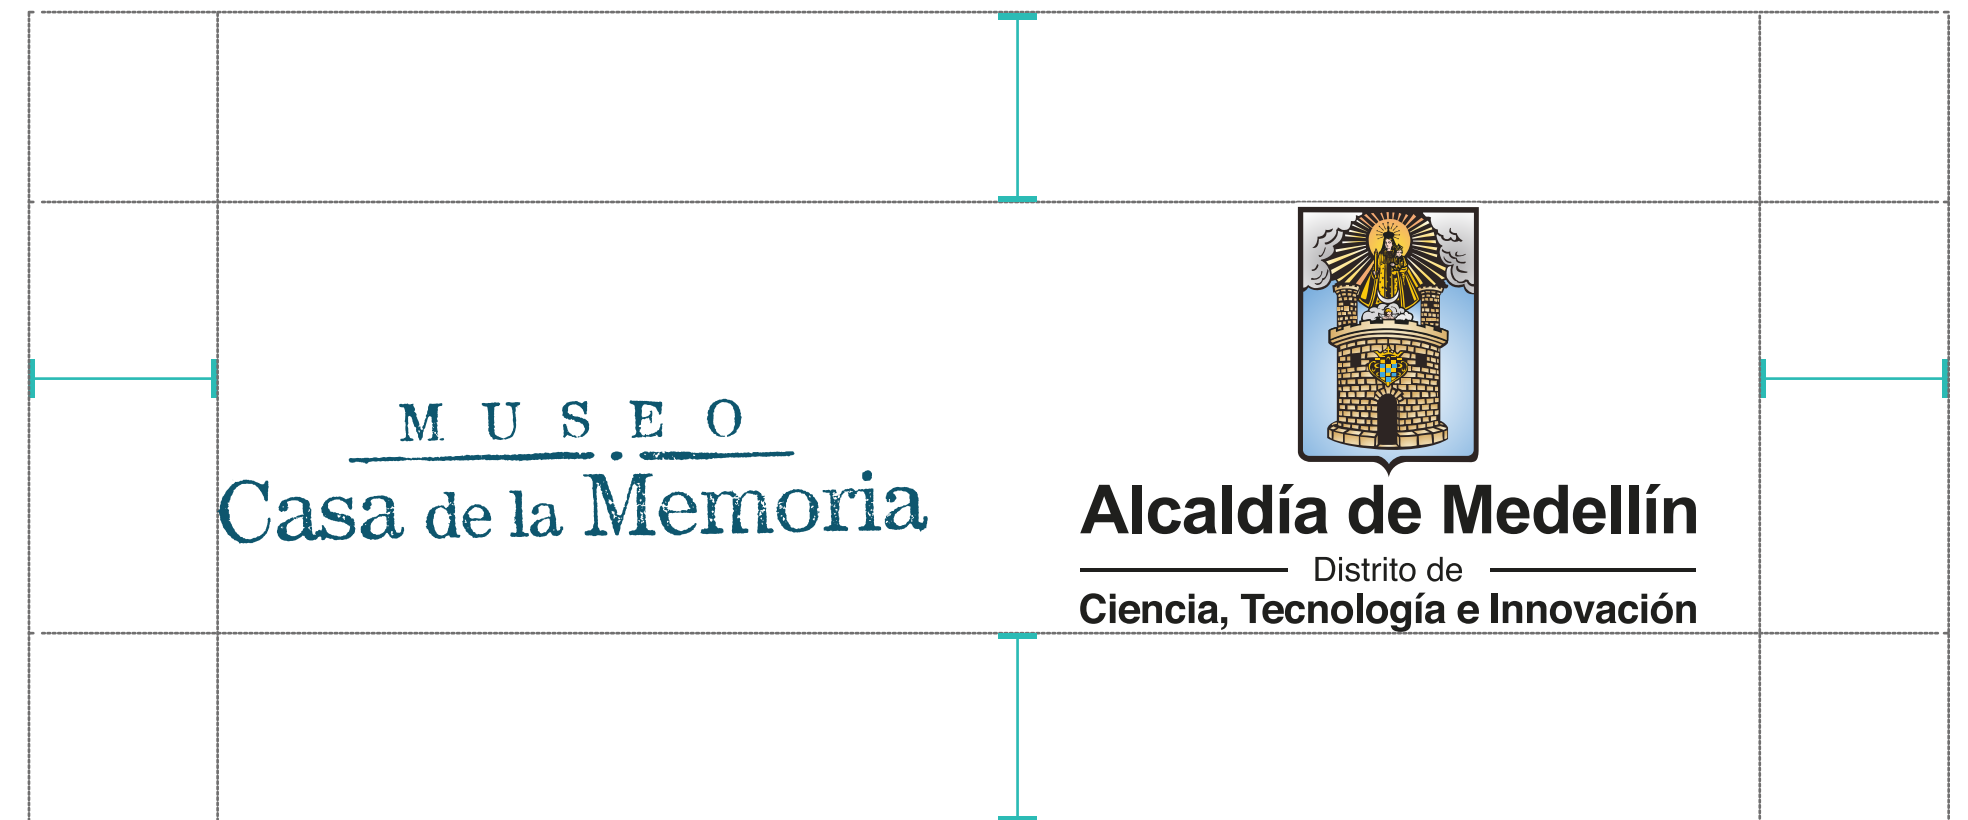 MUSEO
Casa de la Memoria
Alcaldía de Medellín
Distrito de
Ciencia, Tecnología e Innovación